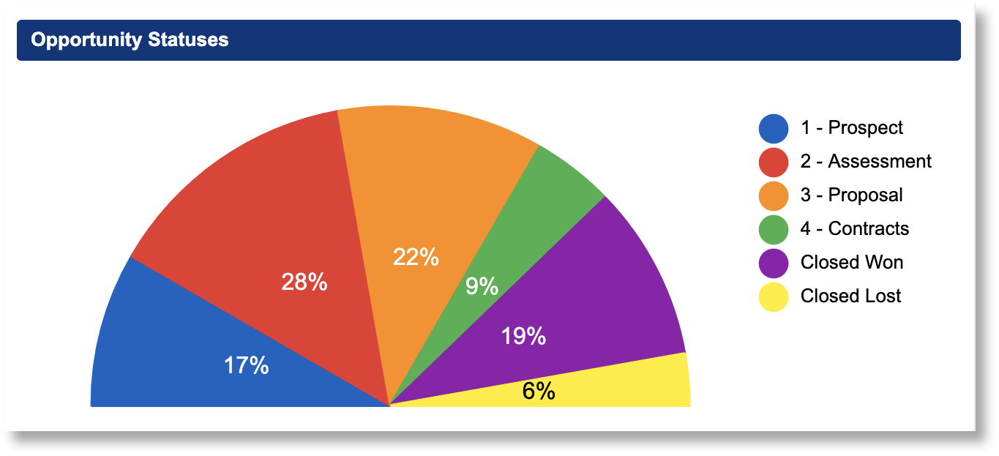 Opportunity Statuses
1 - Prospect
2 - Assessment
3 - Proposal
4 - Contracts
Closed Won
Closed Lost
17%
28%
22%
9%
19%
6%